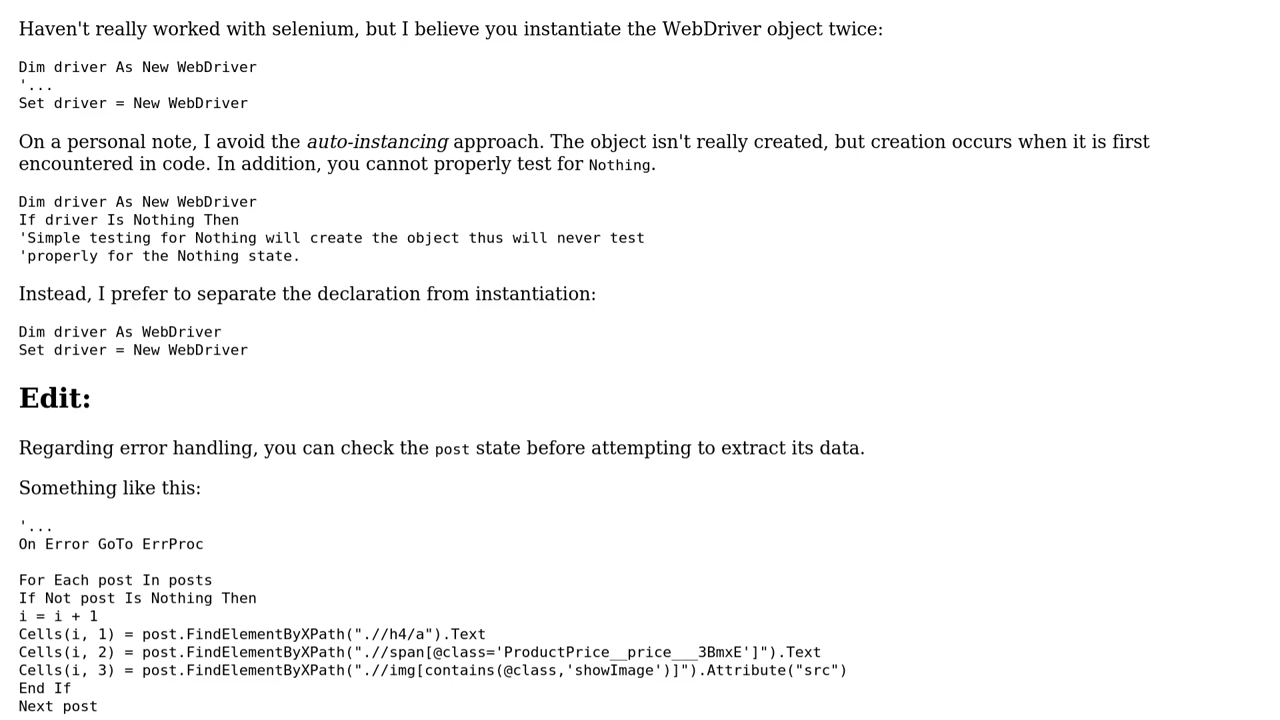 Haven't really worked with selenium, but I believe you instantiate the WebDriver object twice:
Dim driver As New WebDriver
'...
Set driver = New WebDriver
On a personal note, I avoid the auto-instancing approach. The object isn't really created, but creation occurs when it is first
encountered in code. In addition, you cannot properly test for Nothing.
Dim driver As New WebDriver
If driver Is Nothing Then
'Simple testing for Nothing will create the object thus will never test
'properly for the Nothing state.
Instead, I prefer to separate the declaration from instantiation:
Dim driver As WebDriver
Set driver = New WebDriver
Edit:
Regarding error handling, you can check the post state before attempting to extract its data.
Something like this:
'...
On Error GoTo ErrProc
For Each post In posts
If Not post Is Nothing Then
i = i + 1
Cells(i, 1) = post.FindElementByXPath(".//h4/a").Text
Cells(i, 2) = post.FindElementByXPath(".//span[@class='ProductPrice__price___3BmxE']").Text
Cells(i, 3) = post.FindElementByXPath(".//img[contains(@class,'showImage')]").Attribute("src")
End If
Next post